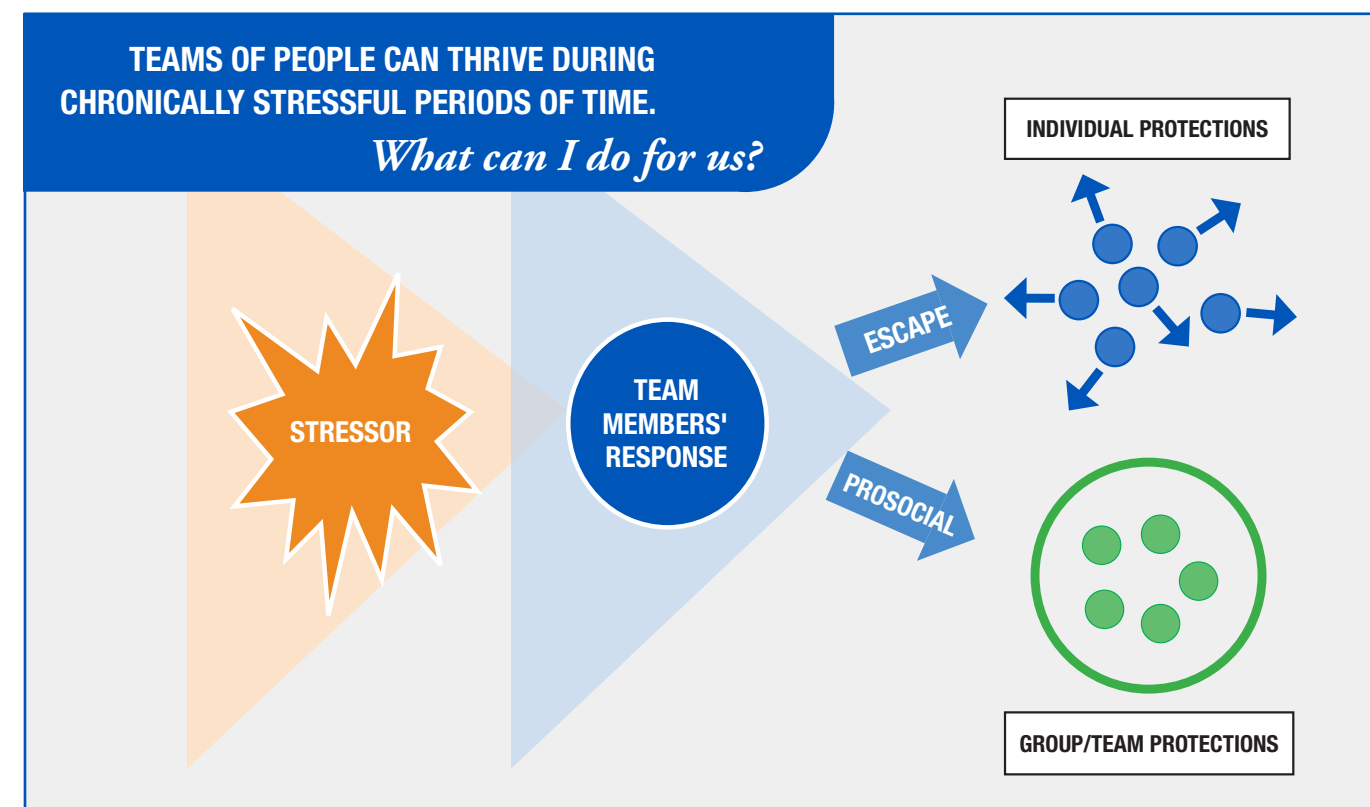 TEAMS OF PEOPLE CAN THRIVE DURING
CHRONICALLY STRESSFUL PERIODS OF TIME.
What can I do for us?
INDIVIDUAL PROTECTIONS
ESCAPE
STRESSOR
TEAM
MEMBERS'
RESPONSE
PROSOCIAL
GROUP/TEAM PROTECTIONS